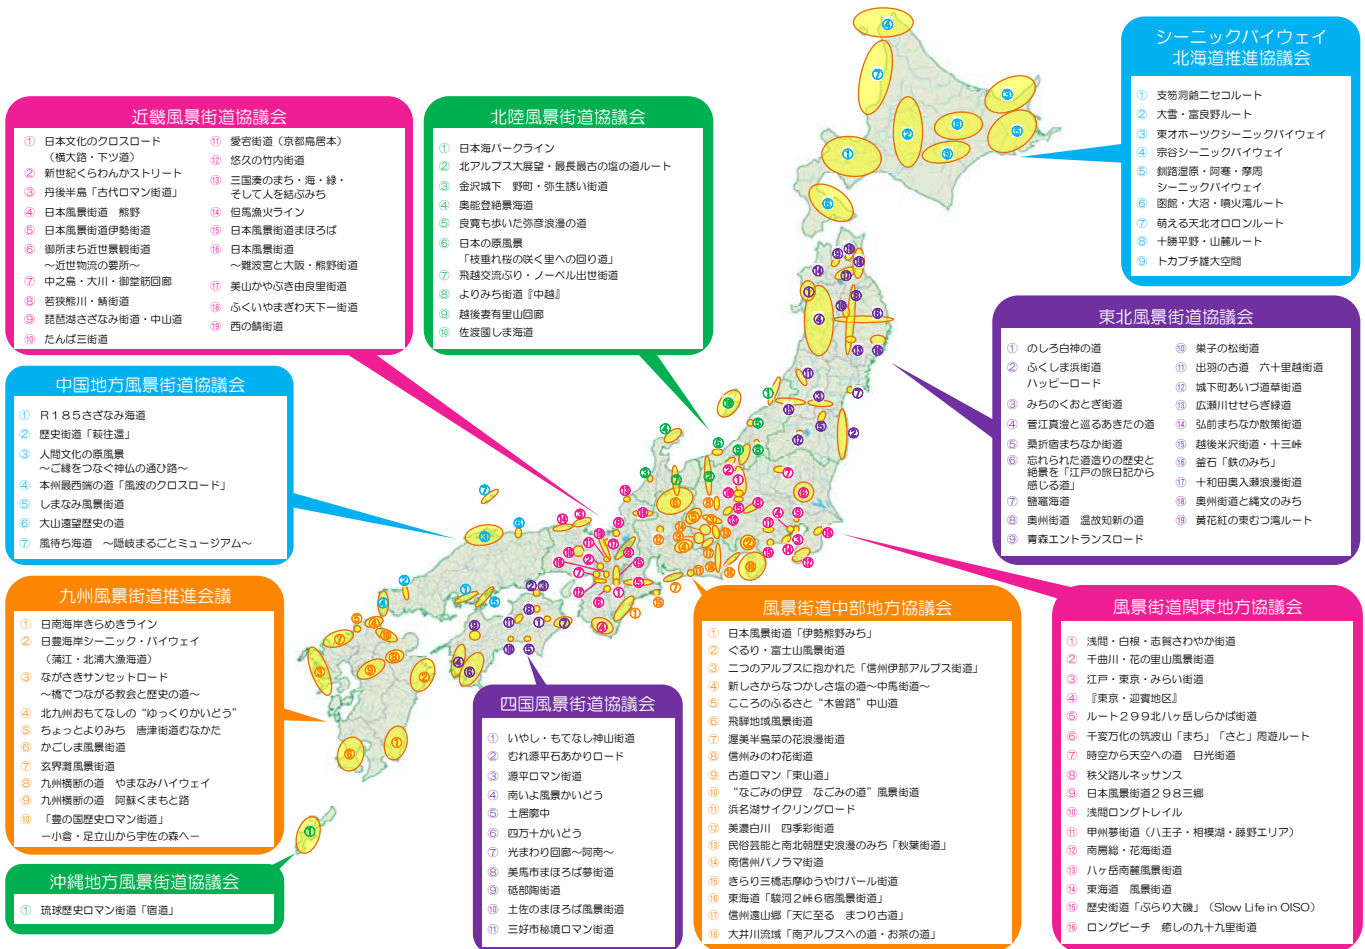 シーニックバイウェイ
北海道推進協議会
① 支笏洞爺ニセコルート
② 大雪・富良野ルート
③ 東オホーツクシーニックバイウェイ
④ 宗谷シーニックバイウェイ
⑤ 釧路湿原・阿寒・摩周
シーニックバイウェイ
⑥ 函館・大沼・噴火湾ルート
⑦ 萌える天北オロロンルート
⑧ 十勝平野・山麓ルート
⑨ トカプチ雄大空間
近畿風景街道協議会
① 日本文化のクロスロード
（横大路・下ツ道）
② 新世紀くらわんかストリート
③ 丹後半島「古代ロマン街道」
④ 日本風景街道 熊野
⑤ 日本風景街道伊勢街道
⑥ 御所まち近世景観街道
～近世物流の要所～
⑦ 中之島・大川・御堂筋回廊
⑧ 若狭熊川・鯖街道
⑨ 琵琶湖さざなみ街道・中山道
⑩ たんば三街道
⑪ 愛宕街道（京都鳥居本）
⑫ 悠久の竹内街道
⑬ 三国湊のまち・海・緑・
そして人を結ぶみち
⑭ 但馬漁火ライン
⑮ 日本風景街道まほろば
⑯ 日本風景街道
～難波宮と大阪・熊野街道
⑰ 美山かやぶき由良里街道
⑱ ふくいやまぎわ天下一街道
⑲ 西の鯖街道
北陸風景街道協議会
① 日本海パークライン
② 北アルプス大展望・最長最古の塩の道ルート
③ 金沢城下 野町・弥生誘い街道
④ 奥能登絶景海道
⑤ 良寛も歩いた弥彦浪漫の道
⑥ 日本の原風景
「枝垂れ桜の咲く里への回り道」
⑦ 飛越交流ぶり・ノーベル出世街道
⑧ よりみち街道『中越』
⑨ 越後妻有里山回廊
⑩ 佐渡國しま海道
東北風景街道協議会
① のしろ白神の道
② ふくしま浜街道
ハッピーロード
③ みちのくおとぎ街道
④ 菅江真澄と巡るあきたの道
⑤ 桑折宿まちなか街道
⑥ 忘れられた道造りの歴史と
絶景を「江戸の旅日記から
感じる道」
⑦ 鹽竈海道
⑧ 奥州街道 温故知新の道
⑨ 青森エントランスロード
⑩ 巣子の松街道
⑪ 出羽の古道 六十里越街道
⑫ 城下町あいづ道草街道
⑬ 広瀬川せせらぎ緑道
⑭ 弘前まちなか散策街道
⑮ 越後米沢街道・十三峠
⑯ 釜石「鉄のみち」
⑰ 十和田奥入瀬浪漫街道
⑱ 奥州街道と縄文のみち
⑲ 黄花紅の東むつ湾ルート
中国地方風景街道協議会
① Ｒ１８５さざなみ海道
② 歴史街道「萩往還」
③ 人間文化の原風景
～ご縁をつなぐ神仏の通ひ路～
④ 本州最西端の道「風波のクロスロード」
⑤ しまなみ風景街道
⑥ 大山遠望歴史の道
⑦ 風待ち海道 ～隠岐まるごとミュージアム～
九州風景街道推進会議
① 日南海岸きらめきライン
② 日豊海岸シーニック・バイウェイ
（蒲江・北浦大漁海道）
③ ながさきサンセットロード
～橋でつながる教会と歴史の道～
④ 北九州おもてなしの“ゆっくりかいどう”
⑤ ちょっとよりみち 唐津街道むなかた
⑥ かごしま風景街道
⑦ 玄界灘風景街道
⑧ 九州横断の道 やまなみハイウェイ
⑨ 九州横断の道 阿蘇くまもと路
⑩ 「豊の国歴史ロマン街道」
－小倉・足立山から宇佐の森へ－
沖縄地方風景街道協議会
① 琉球歴史ロマン街道「宿道」
四国風景街道協議会
① いやし・もてなし神山街道
② むれ源平石あかりロード
③ 源平ロマン街道
④ 南いよ風景かいどう
⑤ 土居廓中
⑥ 四万十かいどう
⑦ 光まわり回廊～阿南～
⑧ 美馬市まほろば夢街道
⑨ 砥部陶街道
⑩ 土佐のまほろば風景街道
⑪ 三好市秘境ロマン街道
風景街道中部地方協議会
① 日本風景街道「伊勢熊野みち」
② ぐるり・富士山風景街道
③ 二つのアルプスに抱かれた「信州伊那アルプス街道」
④ 新しさからなつかしさ塩の道～中馬街道～
⑤ こころのふるさと“木曽路”中山道
⑥ 飛騨地域風景街道
⑦ 渥美半島菜の花浪漫街道
⑧ 信州みのわ花街道
⑨ 古道ロマン「東山道」
⑩ “なごみの伊豆 なごみの道”風景街道
⑪ 浜名湖サイクリングロード
⑫ 美濃白川 四季彩街道
⑬ 民俗芸能と南北朝歴史浪漫のみち「秋葉街道」
⑭ 南信州パノラマ街道
⑮ きらり三橋志摩ゆうやけパール街道
⑯ 東海道「駿河２峠６宿風景街道」
⑰ 信州遠山郷「天に至る まつり古道」
⑱ 大井川流域「南アルプスへの道・お茶の道」
風景街道関東地方協議会
① 浅間・白根・志賀さわやか街道
② 千曲川・花の里山風景街道
③ 江戸・東京・みらい街道
④ 『東京・迎賓地区』
⑤ ルート２９９北八ヶ岳しらかば街道
⑥ 千変万化の筑波山「まち」「さと」周遊ルート
⑦ 時空から天空への道 日光街道
⑧ 秩父路ルネッサンス
⑨ 日本風景街道２９８三郷
⑩ 浅間ロングトレイル
⑪ 甲州夢街道（八王子・相模湖・藤野エリア）
⑫ 南房総・花海街道
⑬ 八ヶ岳南麓風景街道
⑭ 東海道 風景街道
⑮ 歴史街道「ぶらり大磯」（Slow Life in OISO）
⑯ ロングビーチ 癒しの九十九里街道